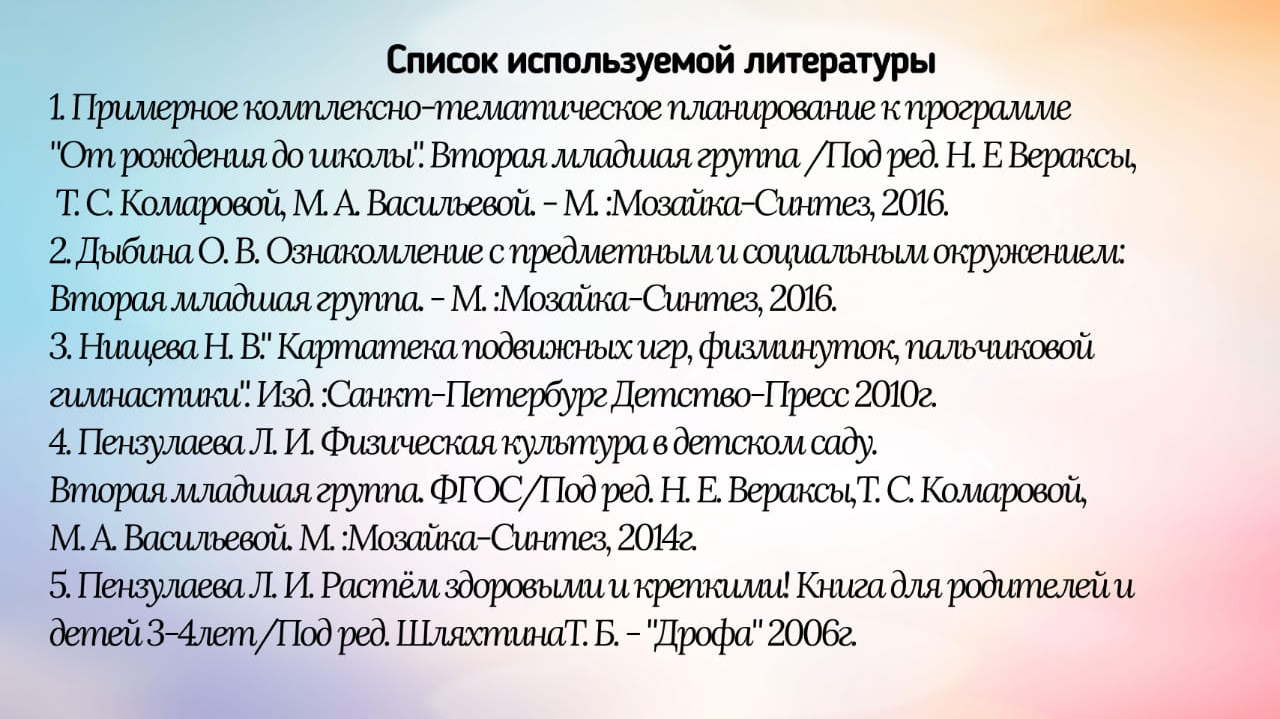 Список используемой литературы
1. Примерное комплексно-тематическое планирование к программе
"От рождения до школы". Вторая младшая группа /Под ред. Н. Е Вераксы,
Т. С. Комаровой, М. А. Васильевой. - М. :Мозайка-Синтез, 2016.
2. Дыбина О. В. Ознакомление с предметным и социальным окружением:
Вторая младшая группа. - М. :Мозайка-Синтез, 2016.
3. Нищева Н. В." Картатека подвижных игр, физминуток, пальчиковой
гимнастики". Изд. :Санкт-Петербург Детство-Пресс 2010г.
4. Пензулаева Л. И. Физическая культура в детском саду.
Вторая младшая группа. ФГОС/Под ред. Н. Е. Вераксы,Т. С. Комаровой,
М. А. Васильевой. М. :Мозайка-Синтез, 2014г.
5. Пензулаева Л. И. Растём здоровыми и крепкими! Книга для родителей и
детей 3-4лет/Под ред. ШляхтинаТ. Б. - "Дрофа" 2006г.